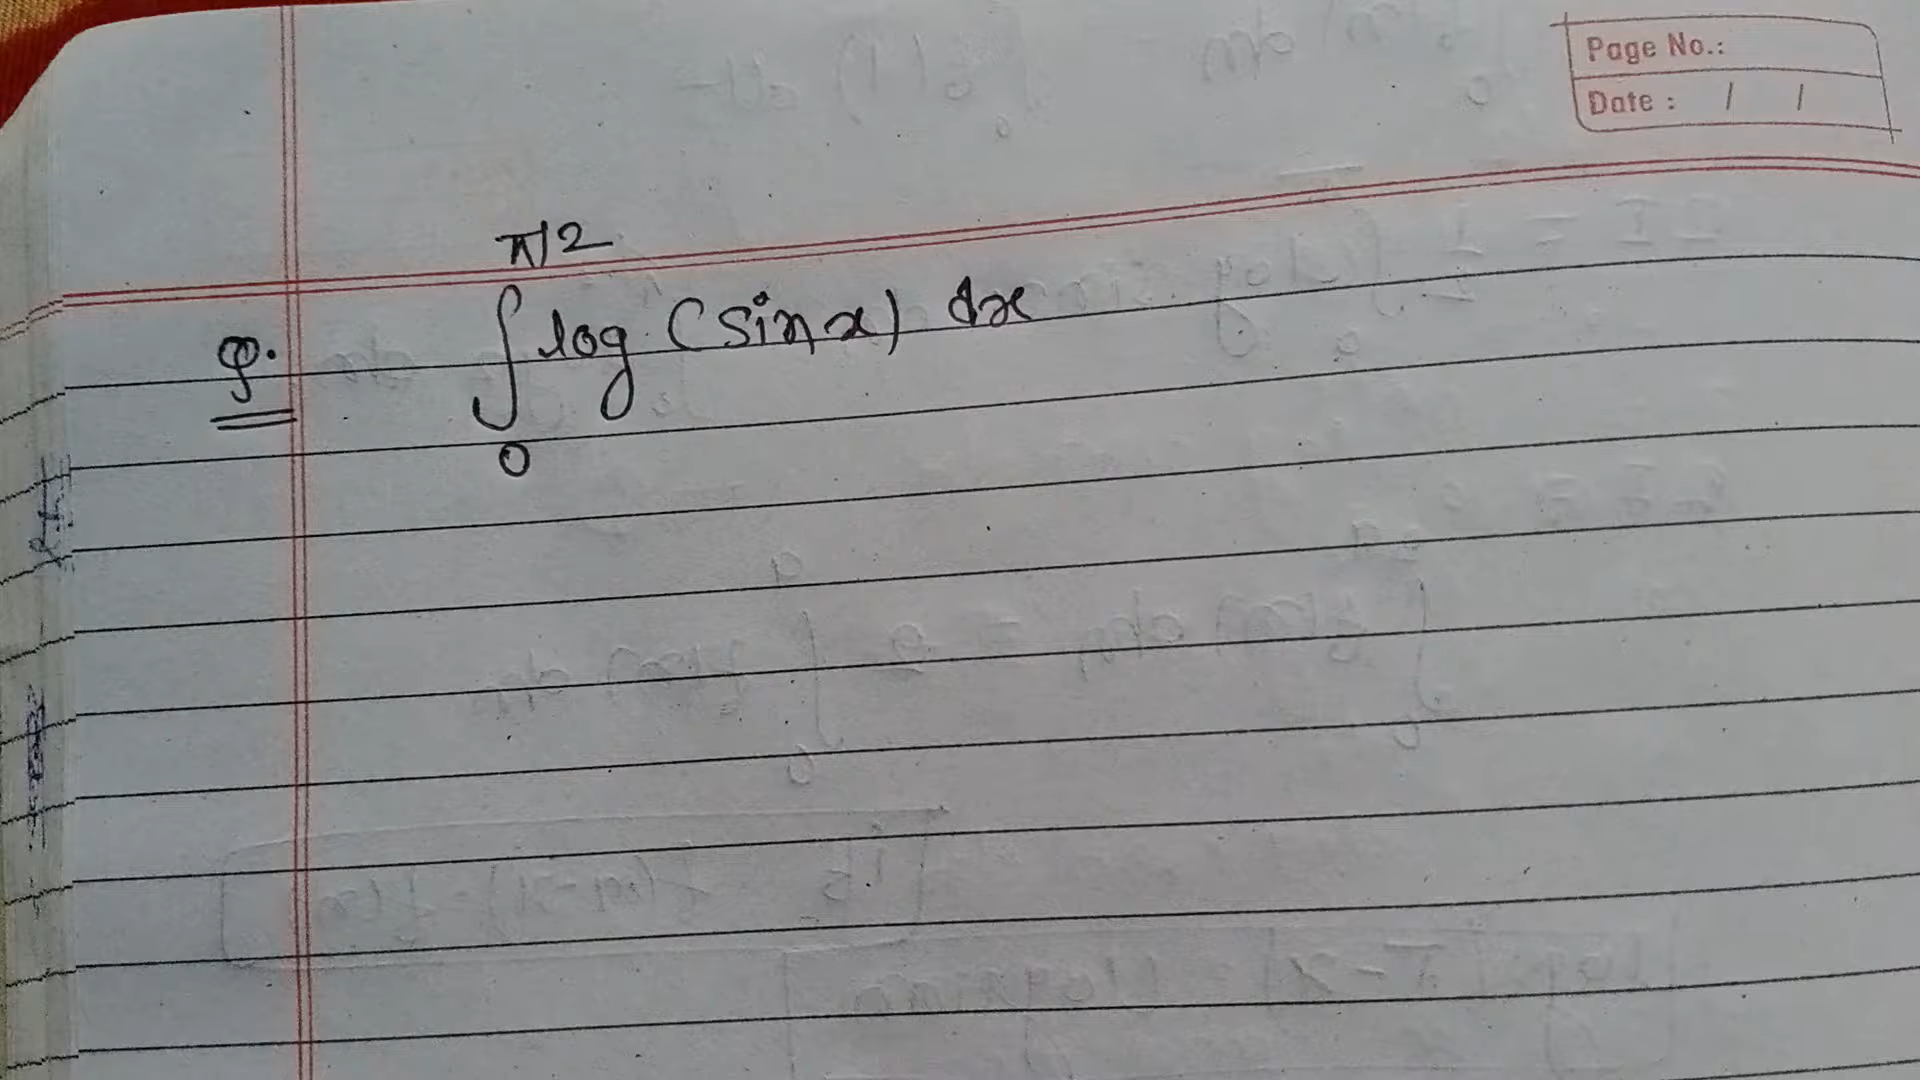 Page No.:
Date : / /
π/2
Q. ∫ log (sin x) dx
0